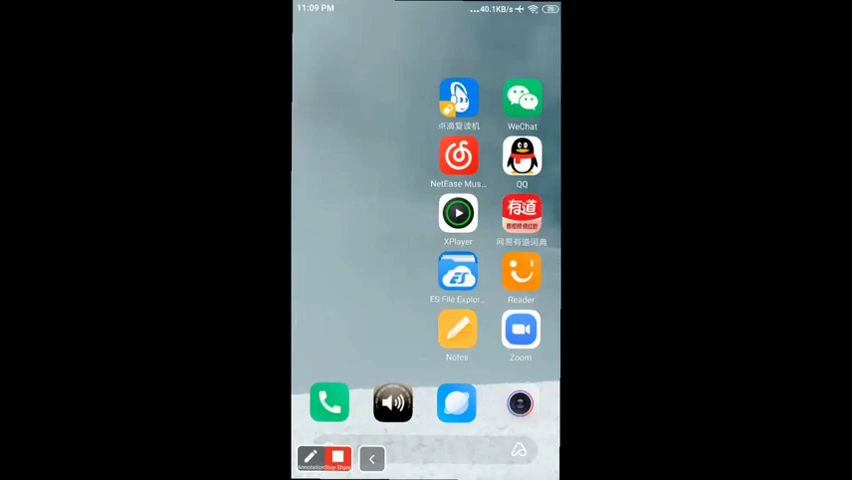 11:09 PM
...40.1KB/s
点滴复读机
WeChat
NetEase Mus...
QQ
有道
XPlayer
网易有道词典
ES
ES File Explor...
Reader
Notes
Zoom
Annotation
Stop Share